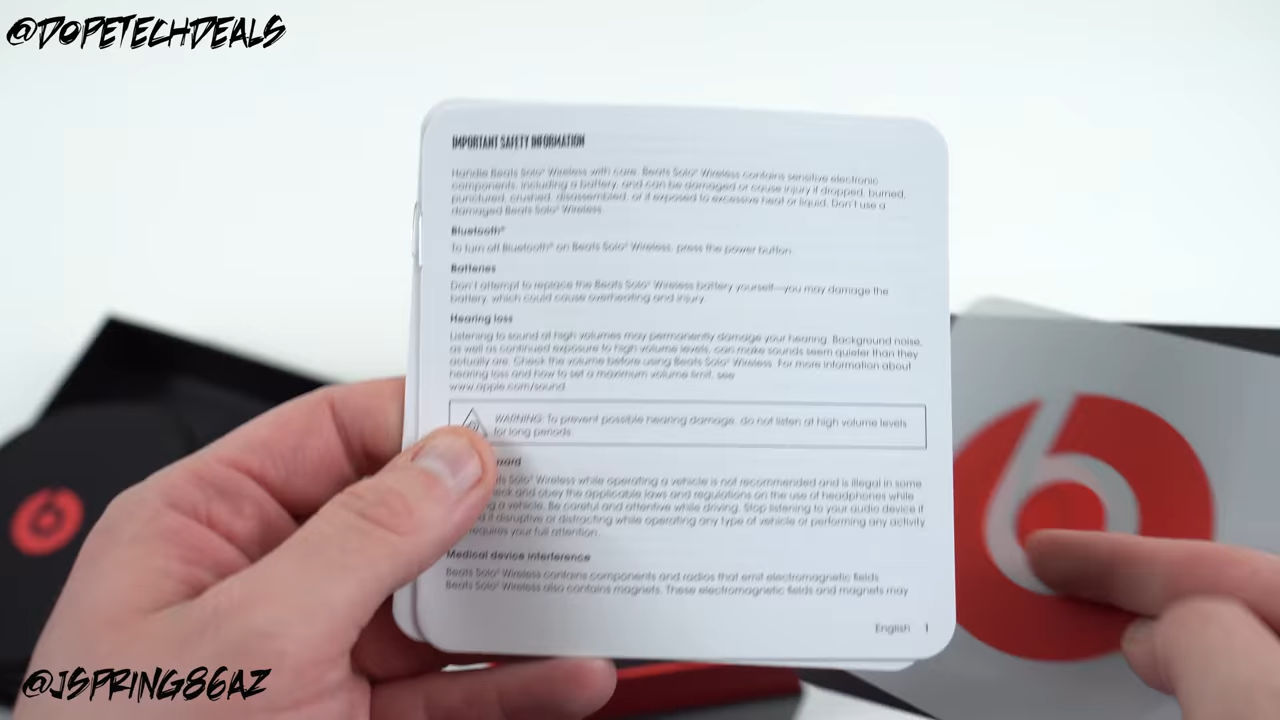 @DOPETECHDEALS
IMPORTANT SAFETY INFORMATION
Handle Beats Solo³ Wireless with care. Beats Solo³ Wireless contains sensitive electronic
components, including a battery, and can be damaged or cause injury if dropped, burned,
punctured, crushed, disassembled, or if exposed to excessive heat or liquid. Don't use a
damaged Beats Solo³ Wireless.
Bluetooth®
To turn off Bluetooth® on Beats Solo³ Wireless, press the power button.
Batteries
Don't attempt to replace the Beats Solo³ Wireless battery yourself—you may damage the
battery, which could cause overheating and injury.
Hearing loss
Listening to sound at high volumes may permanently damage your hearing. Background noise,
as well as continued exposure to high volume levels, can make sounds seem quieter than they
actually are. Check the volume before using Beats Solo³ Wireless. For more information about
hearing loss and how to set a maximum volume limit, see
www.apple.com/sound.
WARNING: To prevent possible hearing damage, do not listen at high volume levels
for long periods.
Solo³ Wireless while operating a vehicle is not recommended and is illegal in some
and obey the applicable laws and regulations on the use of headphones while
a vehicle. Be careful and attentive while driving. Stop listening to your audio device if
it disruptive or distracting while operating any type of vehicle or performing any activity
requires your full attention.
Medical device interference
Beats Solo³ Wireless contains components and radios that emit electromagnetic fields
Beats Solo³ Wireless also contains magnets. These electromagnetic fields and magnets may
English 1
@JSPRING86AZ